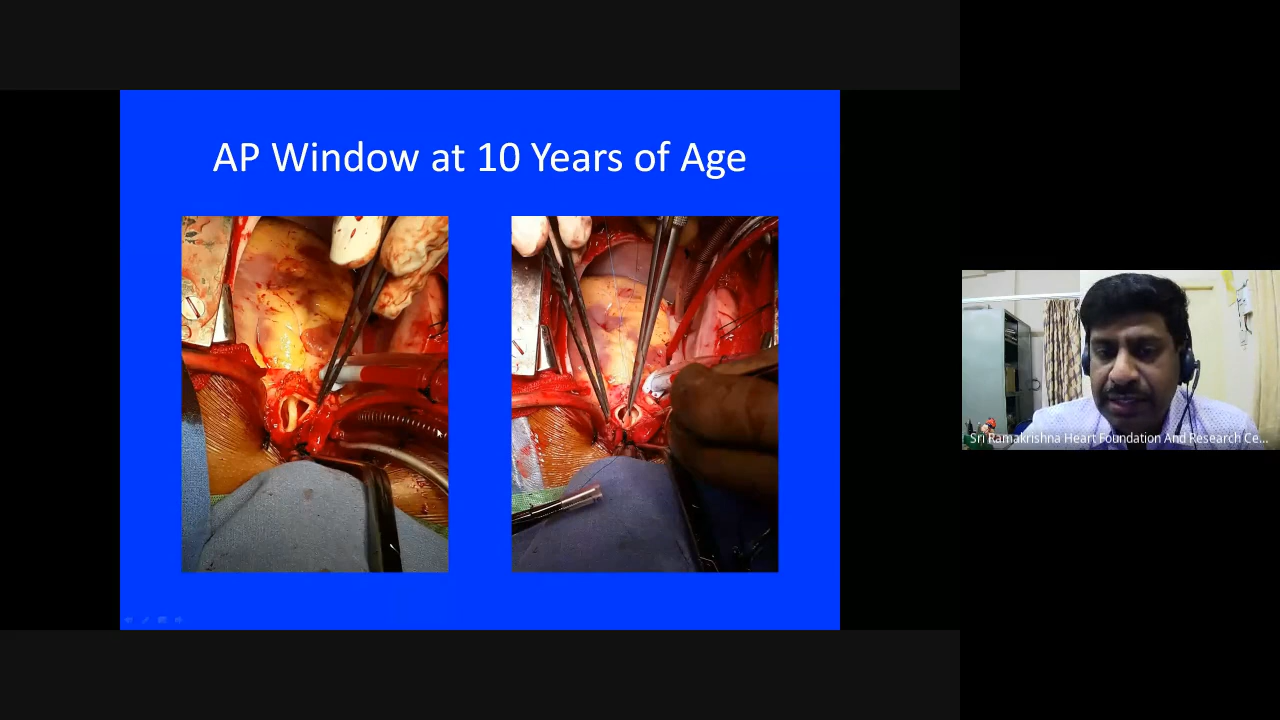 AP Window at 10 Years of Age
Sri Ramakrishna Heart Foundation And Research Ce...